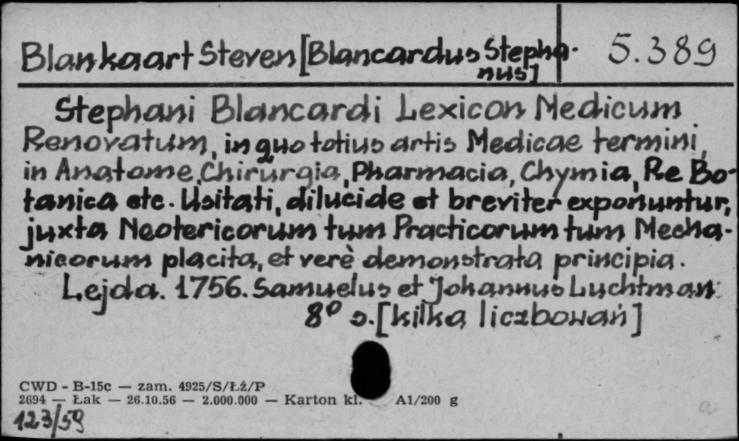 Blankaart Steven [Blancardus Stepha- 5.389
nus]
Stephani Blancardi Lexicon Medicum
Renovatum, in quo totius artis Medicae termini,
in Anatome, Chirurgia, Pharmacia, Chymia, Re Bo-
tanica etc. Usitati, dilucide et breviter exponuntur,
juxta Neotericorum tum Practicorum tum Mecha-
nicorum placita, et verè demonstrata principia.
Lejda. 1756. Samuelus et Johannus Luchtman.
8° s. [kilka liczbowań]
CWD - B-15c — zam. 4925/S/Łź/P
2694 — Łak — 26.10.56 — 2.000.000 — Karton kl. A1/200 g
123/59
a